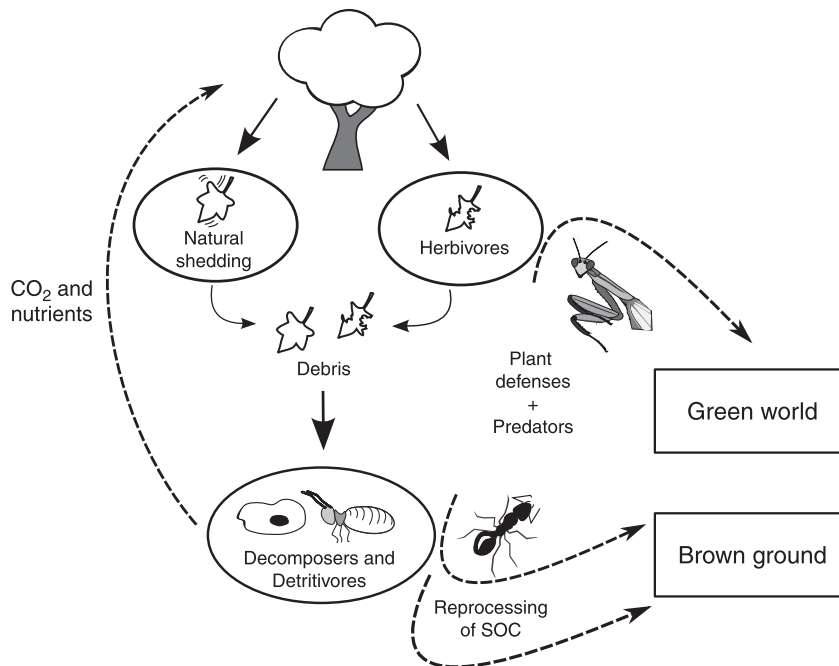 Natural
shedding
Herbivores
CO₂ and
nutrients
Debris
Plant
defenses
+
Predators
Green world
Decomposers and
Detritivores
Brown ground
Reprocessing
of SOC